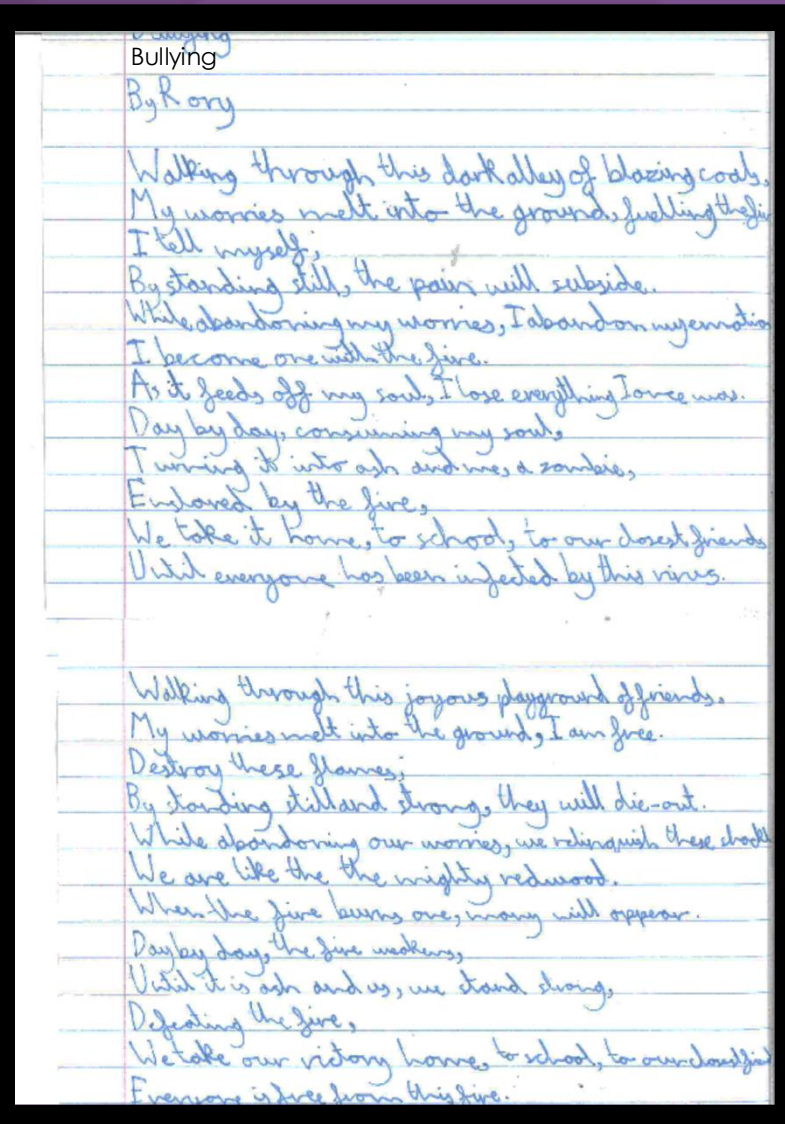 Bullying
Bullying
By Rory
Walking through this dark alley of blazing coals,
My worries melt into the ground, fuelling the fir
I tell myself;
By standing still, the pain will subside.
While abandoning my worries, I abandon my emotion
I become one with the fire.
As it feeds off my soul, I lose everything I once was.
Day by day, consuming my soul,
Turning it into ash and me, a zombie,
Enslaved by the fire,
We take it home, to school, to our closest friends
Until everyone has been infected by this virus.
Walking through this joyous playground of friends.
My worries melt into the ground, I am free.
Destroy these flames;
By standing still and strong, they will die-out.
While abandoning our worries, we relinquish these shackl
We are like the the mighty redwood.
When the fire burns one, many will appear.
Day by day, the fire weakens,
Until it is ash and us, we stand strong,
Defeating the fire,
We take our victory home, to school, to our closest fri
Everyone is free from this fire.